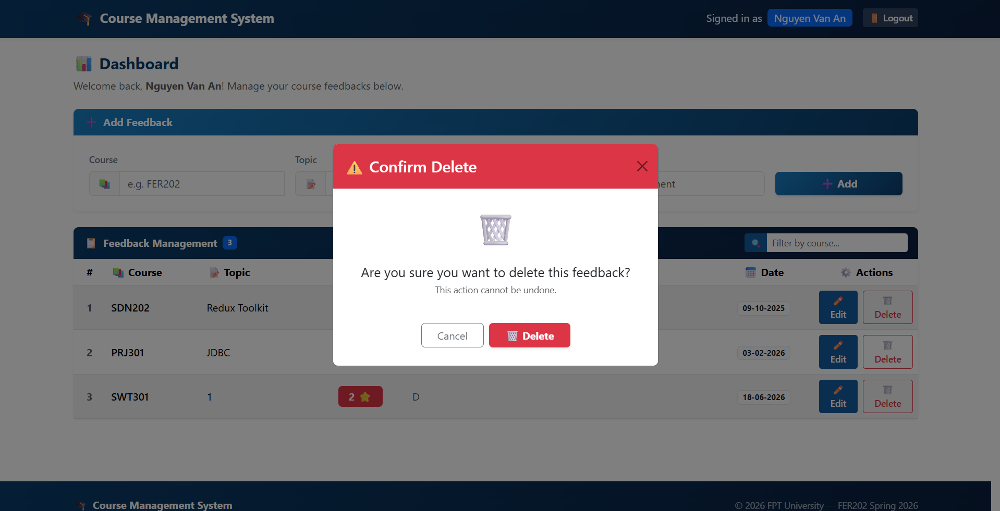 Course Management System
Signed in as Nguyen Van An Logout
Dashboard
Welcome back, Nguyen Van An! Manage your course feedbacks below.
Add Feedback
Course Topic
e.g. FER202
Add
Confirm Delete
Are you sure you want to delete this feedback?
This action cannot be undone.
Cancel Delete
Feedback Management 3 Filter by course...
# Course Topic Date Actions
1 SDN202 Redux Toolkit 09-10-2025 Edit Delete
2 PRJ301 JDBC 03-02-2026 Edit Delete
3 SWT301 1 2 D 18-06-2026 Edit Delete
Course Management System © 2026 FPT University — FER202 Spring 2026